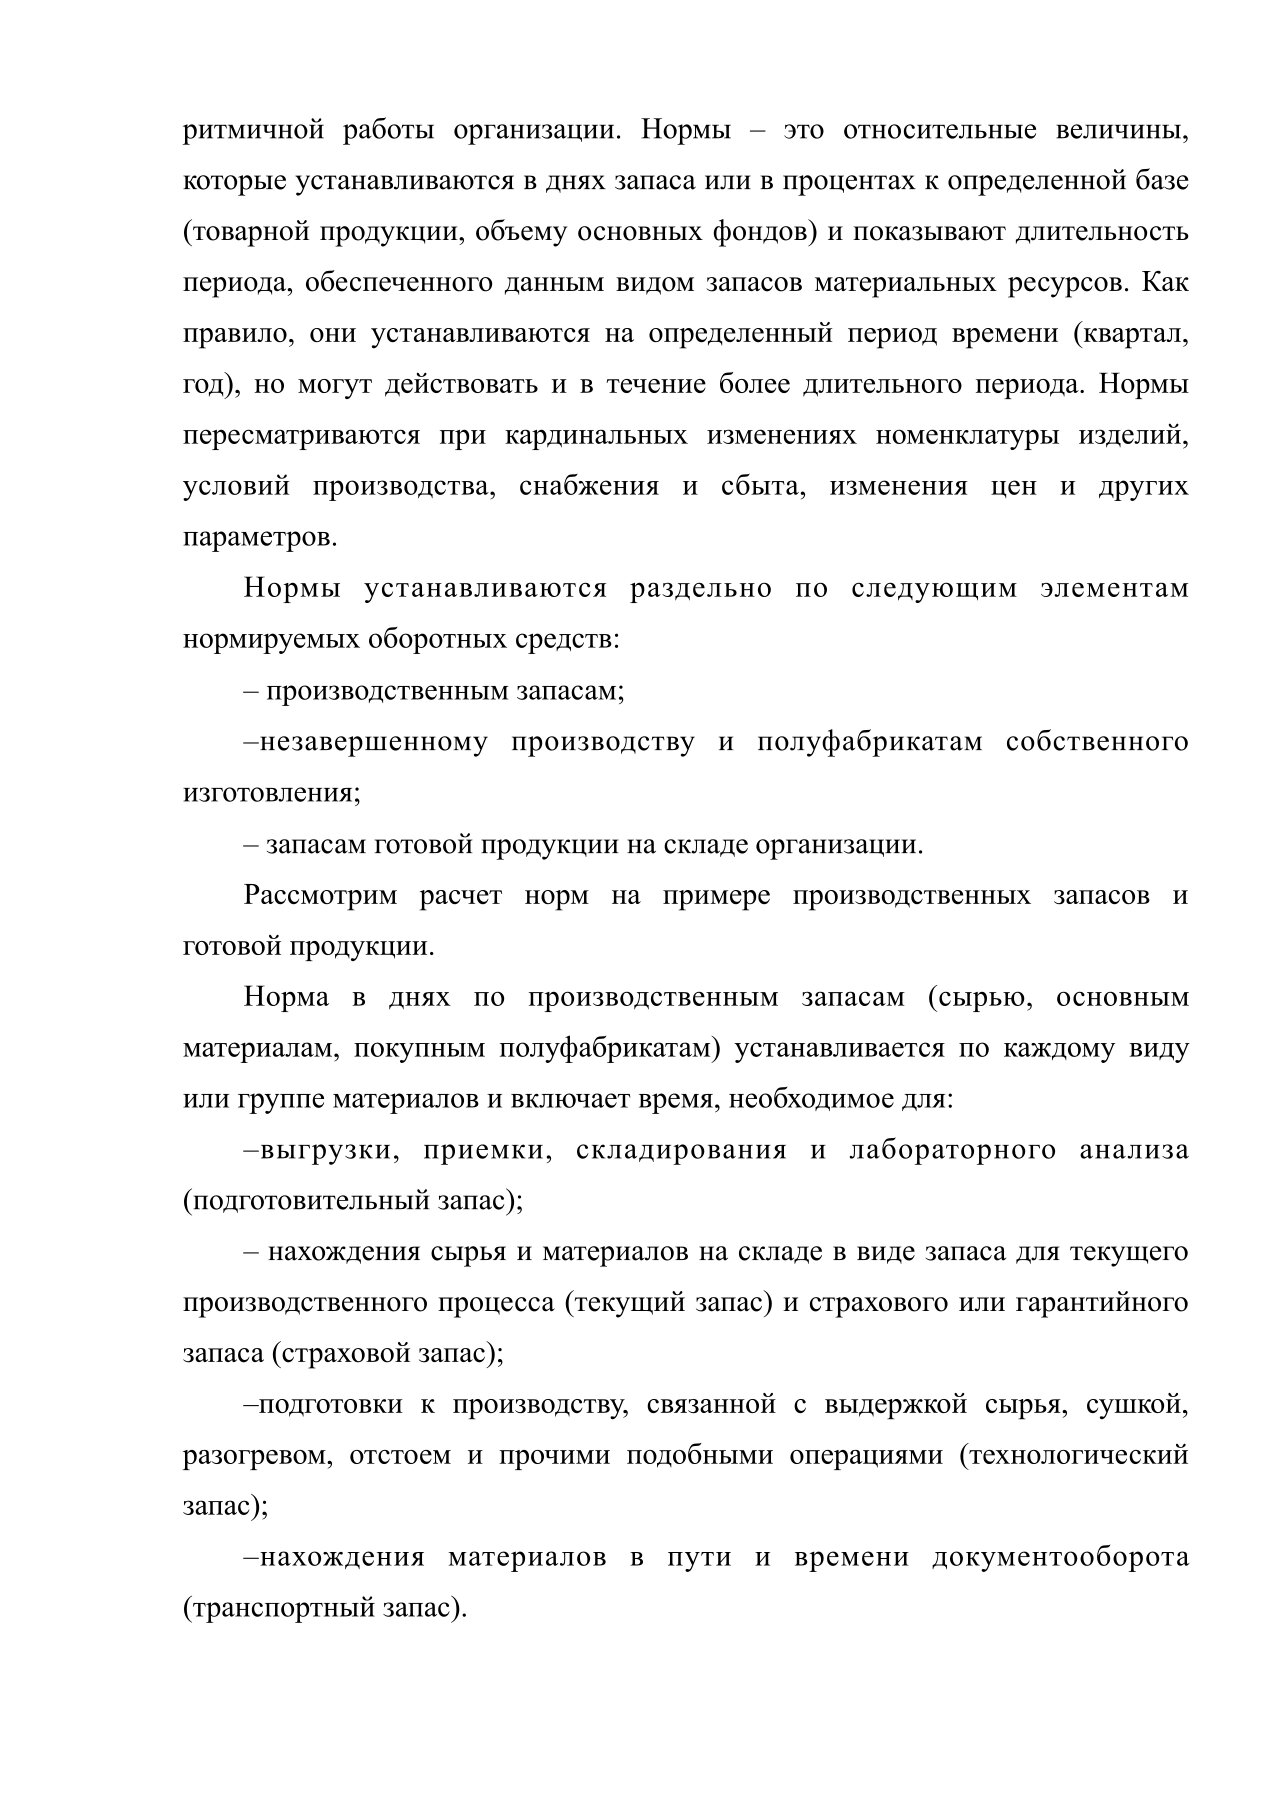 ритмичной работы организации. Нормы – это относительные величины,
которые устанавливаются в днях запаса или в процентах к определенной базе
(товарной продукции, объему основных фондов) и показывают длительность
периода, обеспеченного данным видом запасов материальных ресурсов. Как
правило, они устанавливаются на определенный период времени (квартал,
год), но могут действовать и в течение более длительного периода. Нормы
пересматриваются при кардинальных изменениях номенклатуры изделий,
условий производства, снабжения и сбыта, изменения цен и других
параметров.
Нормы устанавливаются раздельно по следующим элементам
нормируемых оборотных средств:
– производственным запасам;
–незавершенному производству и полуфабрикатам собственного
изготовления;
– запасам готовой продукции на складе организации.
Рассмотрим расчет норм на примере производственных запасов и
готовой продукции.
Норма в днях по производственным запасам (сырью, основным
материалам, покупным полуфабрикатам) устанавливается по каждому виду
или группе материалов и включает время, необходимое для:
–выгрузки, приемки, складирования и лабораторного анализа
(подготовительный запас);
– нахождения сырья и материалов на складе в виде запаса для текущего
производственного процесса (текущий запас) и страхового или гарантийного
запаса (страховой запас);
–подготовки к производству, связанной с выдержкой сырья, сушкой,
разогревом, отстоем и прочими подобными операциями (технологический
запас);
–нахождения материалов в пути и времени документооборота
(транспортный запас).